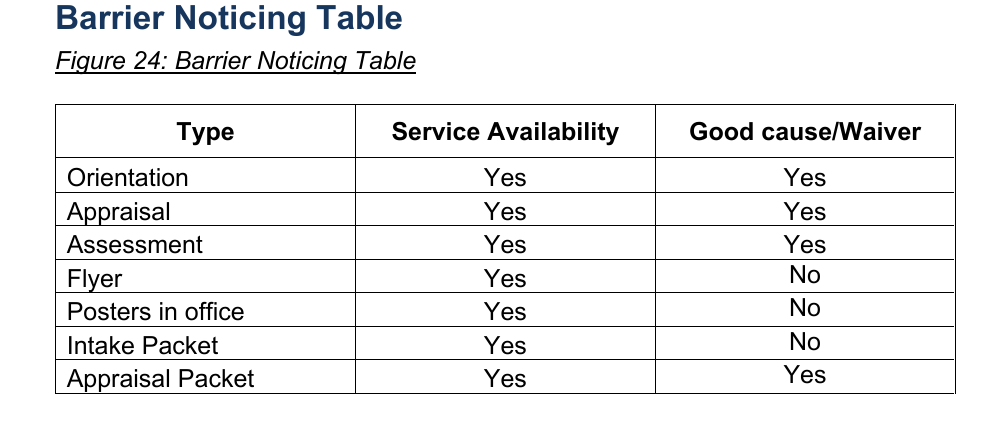 Barrier Noticing Table
Figure 24: Barrier Noticing Table
Type Service Availability Good cause/Waiver
Orientation Yes Yes
Appraisal Yes Yes
Assessment Yes Yes
Flyer Yes No
Posters in office Yes No
Intake Packet Yes No
Appraisal Packet Yes Yes